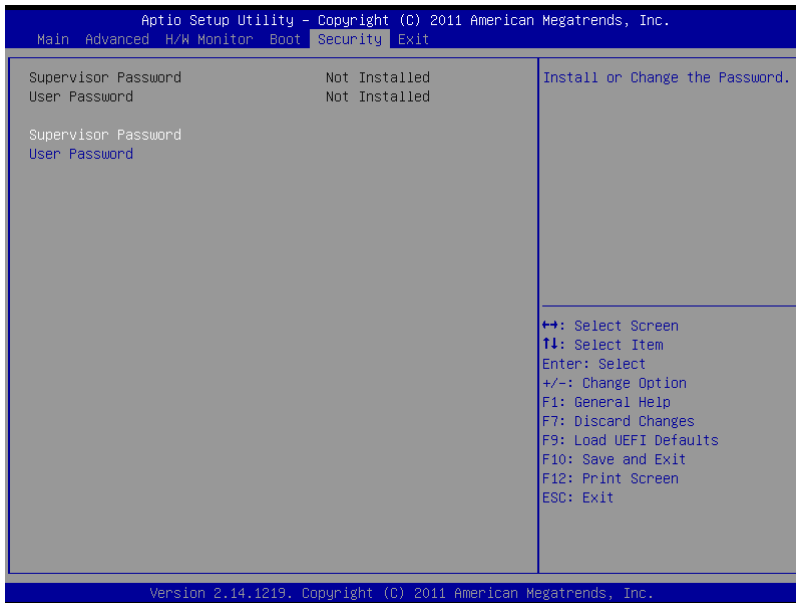 Aptio Setup Utility – Copyright (C) 2011 American Megatrends, Inc.
Main Advanced H/W Monitor Boot Security Exit
Supervisor Password Not Installed
User Password Not Installed
Supervisor Password
User Password
Install or Change the Password.
↔: Select Screen
↑↓: Select Item
Enter: Select
+/-: Change Option
F1: General Help
F7: Discard Changes
F9: Load UEFI Defaults
F10: Save and Exit
F12: Print Screen
ESC: Exit
Version 2.14.1219. Copyright (C) 2011 American Megatrends, Inc.